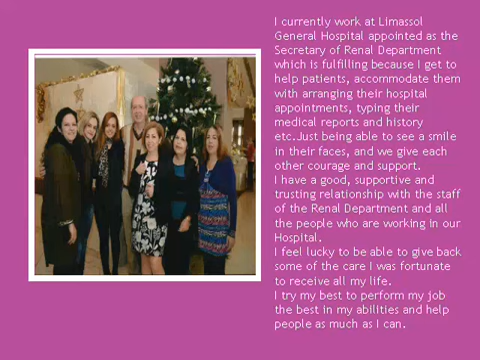 I currently work at Limassol
General Hospital appointed as the
Secretary of Renal Department
which is fulfilling because I get to
help patients, accommodate them
with arranging their hospital
appointments, typing their
medical reports and history
etc.Just being able to see a smile
in their faces, and we give each
other courage and support.
I have a good, supportive and
trusting relationship with the staff
of the Renal Department and all
the people who are working in our
Hospital.
I feel lucky to be able to give back
some of the care I was fortunate
to receive all my life.
I try my best to perform my job
the best in my abilities and help
people as much as I can.